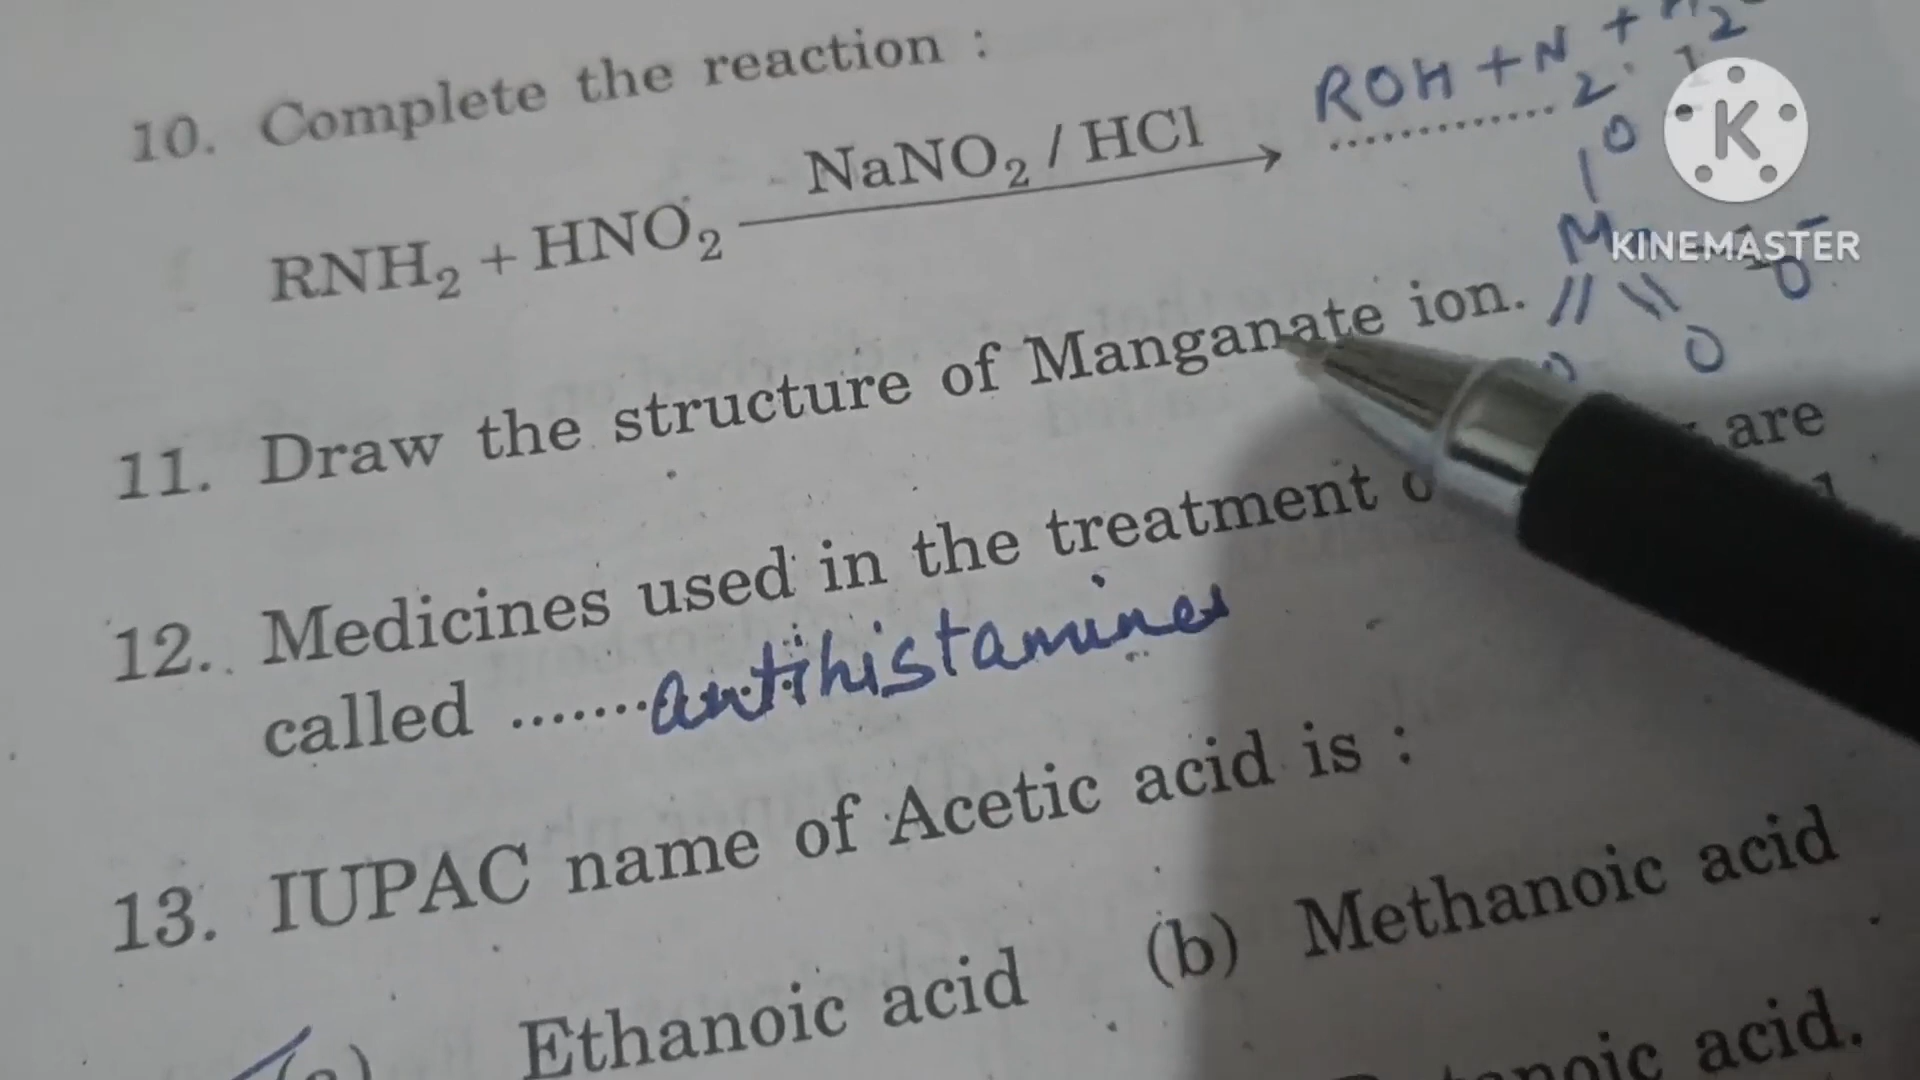 10. Complete the reaction :
ROH + N2 + H2
RNH2 + HNO2 NaNO2 / HCl ............
O
Mn O-
O O
K
KINEMASTER
11. Draw the structure of Manganate ion.
12. Medicines used in the treatment are
called ....... antihistamines
13. IUPAC name of Acetic acid is :
(a) Ethanoic acid (b) Methanoic acid
acid.